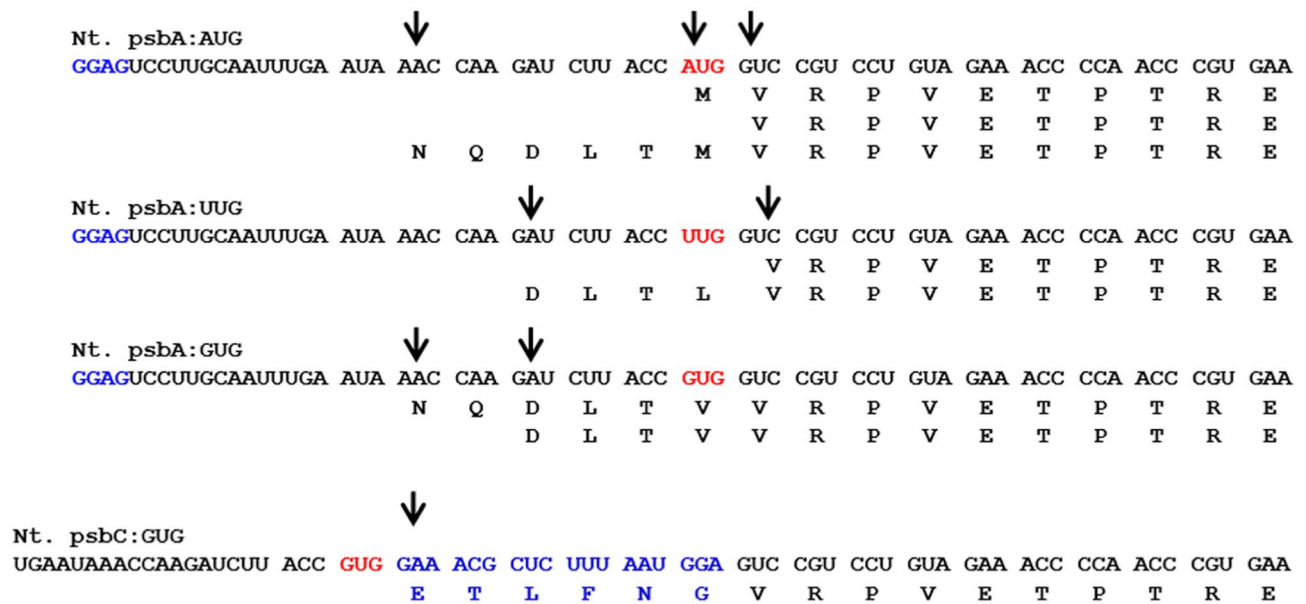 Nt. psbA:AUG
GGAGUCCUUGCAAUUUGA AUA AAC CAA GAU CUU ACC AUG GUC CGU CCU GUA GAA ACC CCA ACC CGU GAA
M V R P V E T P T R E
V R P V E T P T R E
N Q D L T M V R P V E T P T R E
Nt. psbA:UUG
GGAGUCCUUGCAAUUUGA AUA AAC CAA GAU CUU ACC UUG GUC CGU CCU GUA GAA ACC CCA ACC CGU GAA
V R P V E T P T R E
D L T L V R P V E T P T R E
Nt. psbA:GUG
GGAGUCCUUGCAAUUUGA AUA AAC CAA GAU CUU ACC GUG GUC CGU CCU GUA GAA ACC CCA ACC CGU GAA
N Q D L T V V R P V E T P T R E
D L T V V R P V E T P T R E
Nt. psbC:GUG
UGAAUAAACCAAGAUCUU ACC GUG GAA ACG CUC UUU AAU GGA GUC CGU CCU GUA GAA ACC CCA ACC CGU GAA
E T L F N G V R P V E T P T R E